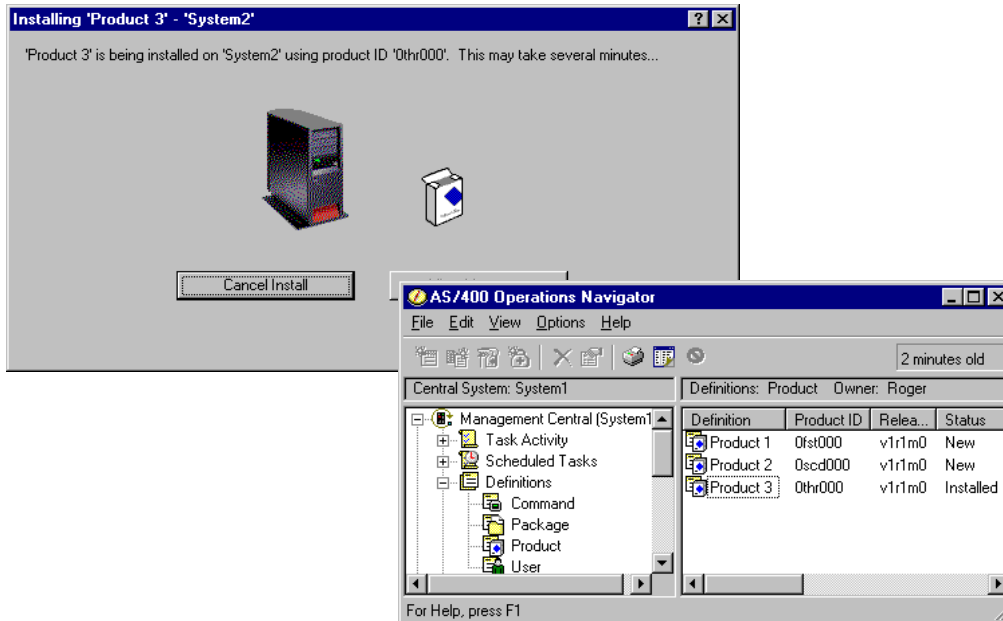 Installing 'Product 3' - 'System2'
'Product 3' is being installed on 'System2' using product ID '0thr000'. This may take several minutes...
Cancel Install
AS/400 Operations Navigator
File Edit View Options Help
2 minutes old
Central System: System1
Definitions: Product Owner: Roger
Management Central (System1
Task Activity
Scheduled Tasks
Definitions
Command
Package
Product
User
Definition Product ID Relea... Status
Product 1 0fst000 v1r1m0 New
Product 2 0scd000 v1r1m0 New
Product 3 0thr000 v1r1m0 Installed
For Help, press F1